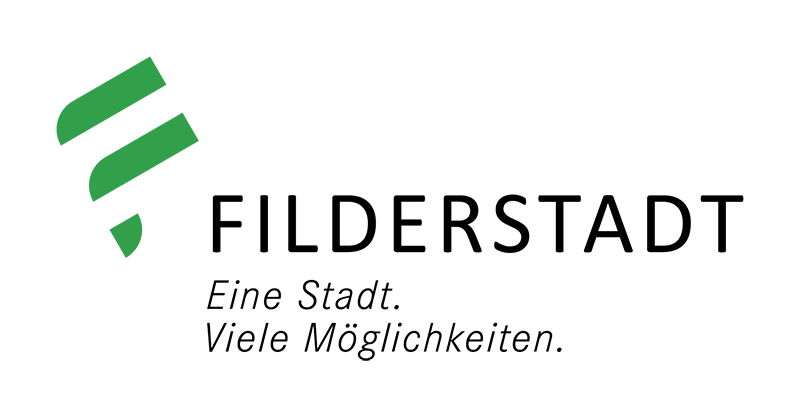 FILDERSTADT
Eine Stadt.
Viele Möglichkeiten.